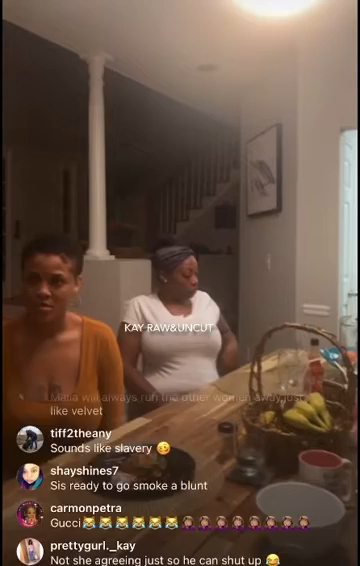 KAY RAW&UNCUT
Malia will always run the other women away just
like velvet
tiff2theany
Sounds like slavery 🥴
shayshines7
Sis ready to go smoke a blunt
carmonpetra
Gucci😹😹😹😹😹😹🤦🏽‍♀️🤦🏽‍♀️🤦🏽‍♀️🤦🏽‍♀️🤦🏽‍♀️🤦🏽‍♀️🤦🏽‍♀️🤦🏽‍♀️
prettygurl._kay
Not she agreeing just so he can shut up 😂